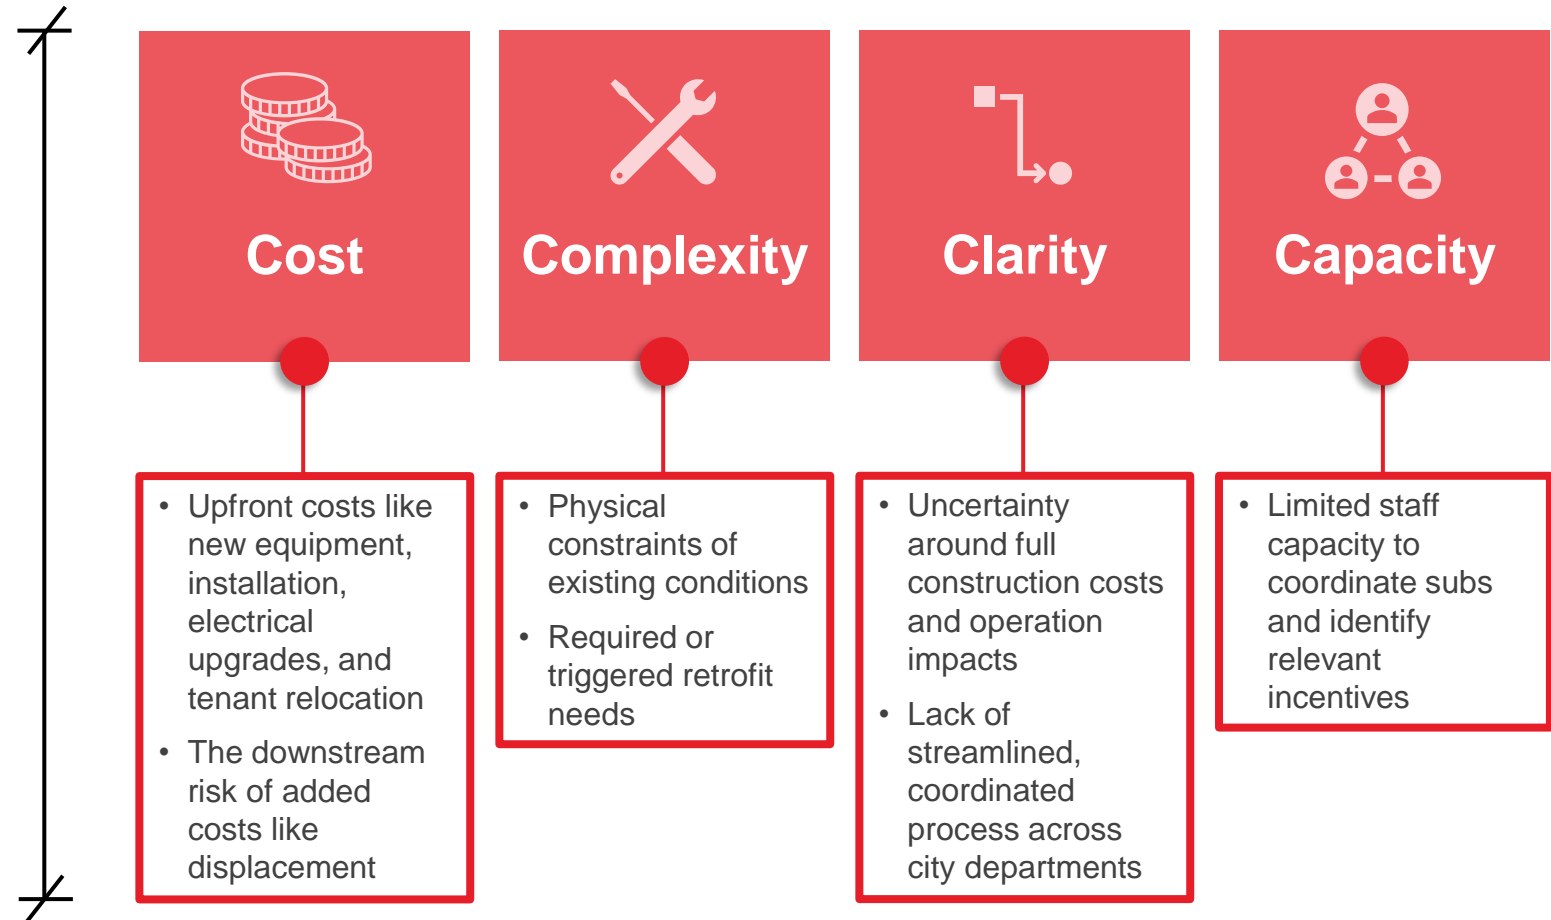 Cost
Complexity
Clarity
Capacity
• Upfront costs like
new equipment,
installation,
electrical
upgrades, and
tenant relocation
• The downstream
risk of added
costs like
displacement
• Physical
constraints of
existing conditions
• Required or
triggered retrofit
needs
• Uncertainty
around full
construction costs
and operation
impacts
• Lack of
streamlined,
coordinated
process across
city departments
• Limited staff
capacity to
coordinate subs
and identify
relevant
incentives